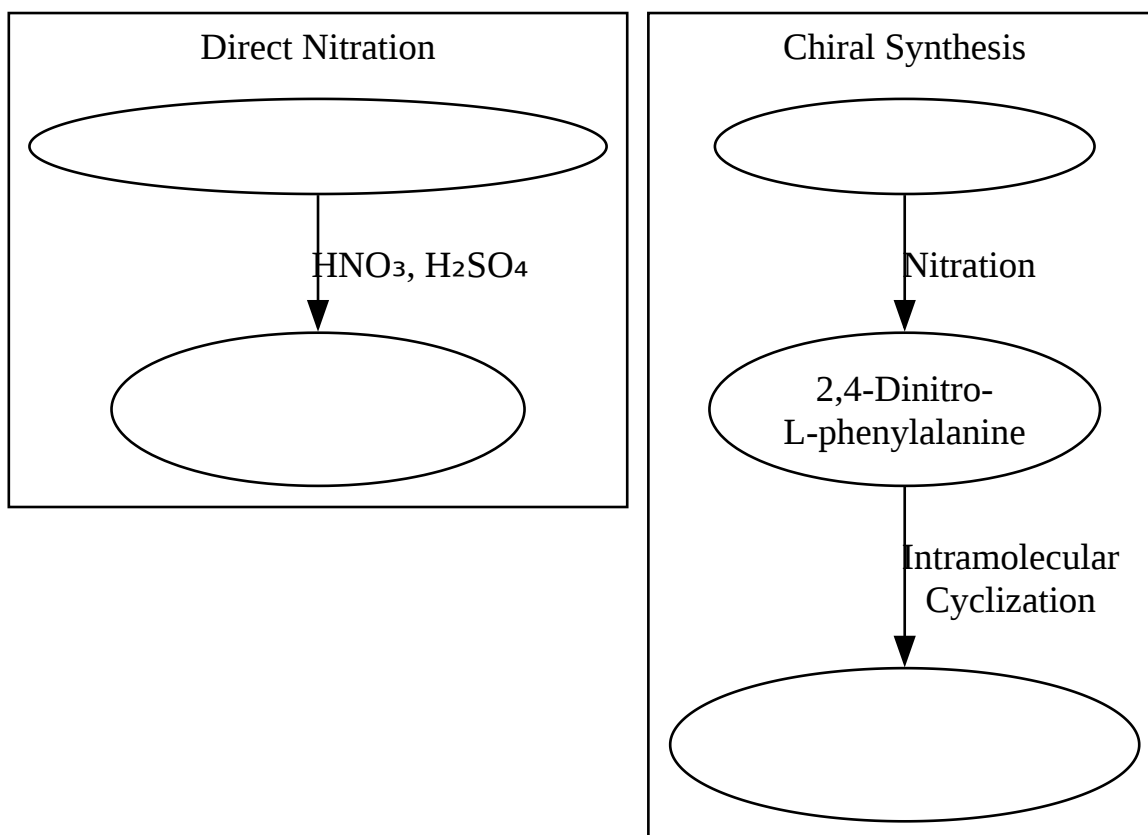 Direct Nitration
HNO₃, H₂SO₄
Chiral Synthesis
Nitration
2,4-Dinitro-
L-phenylalanine
Intramolecular
Cyclization